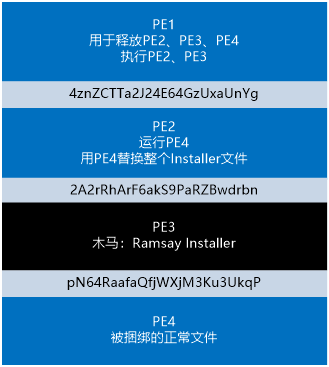 PE1
用于释放PE2、PE3、PE4
执行PE2、PE3
4znZCTTa2J24E64GzUxaUnYg
PE2
运行PE4
用PE4替换整个Installer文件
2A2rRhArF6akS9PaRZBwdrbn
PE3
木马：Ramsay Installer
pN64RaafaQfjWXjM3Ku3UkqP
PE4
被捆绑的正常文件